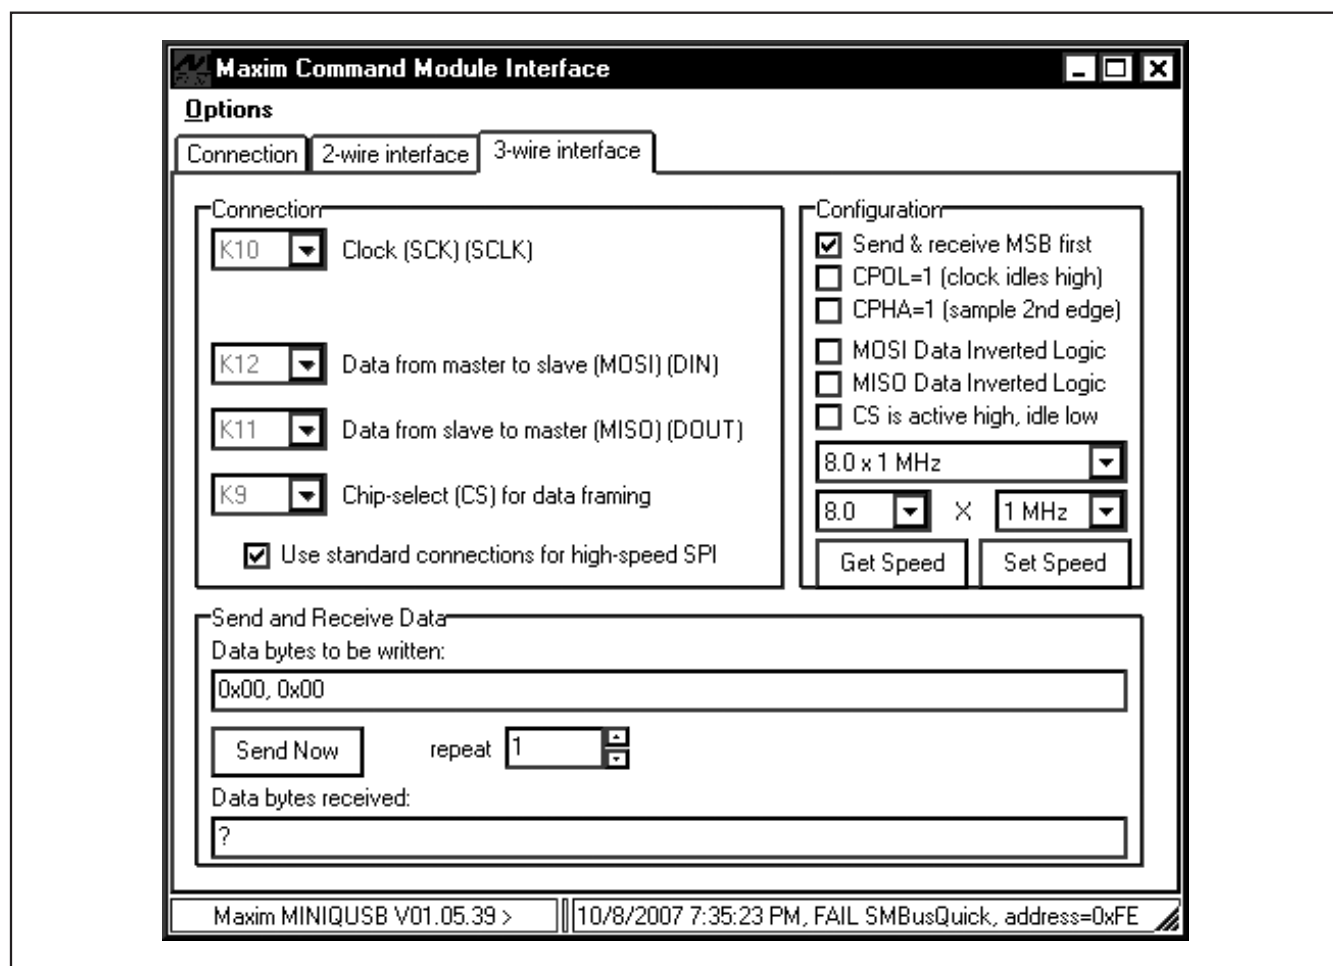 Maxim Command Module Interface
Options
Connection 2-wire interface 3-wire interface
Connection
K10 Clock (SCK) (SCLK)
K12 Data from master to slave (MOSI) (DIN)
K11 Data from slave to master (MISO) (DOUT)
K9 Chip-select (CS) for data framing
Use standard connections for high-speed SPI
Configuration
Send & receive MSB first
CPOL=1 (clock idles high)
CPHA=1 (sample 2nd edge)
MOSI Data Inverted Logic
MISO Data Inverted Logic
CS is active high, idle low
8.0 x 1 MHz
8.0 X 1 MHz
Get Speed Set Speed
Send and Receive Data
Data bytes to be written:
0x00, 0x00
Send Now repeat 1
Data bytes received:
?
Maxim MINIQUSB V01.05.39 > 10/8/2007 7:35:23 PM, FAIL SMBusQuick, address=0xFE